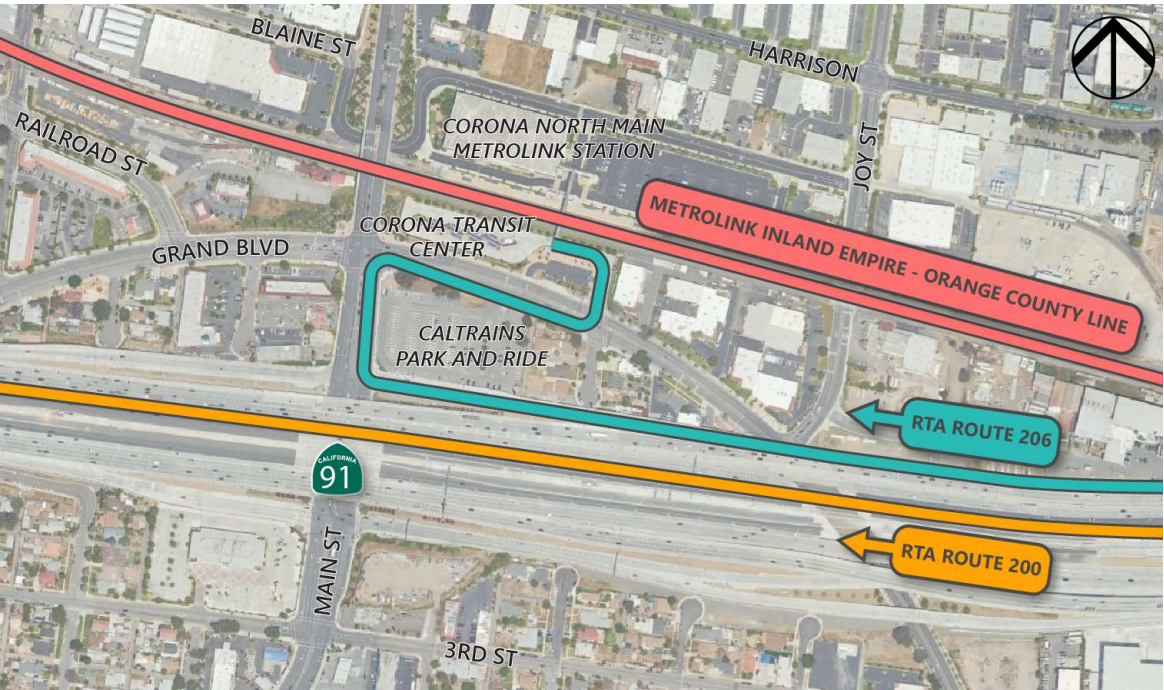 BLAINE ST
HARRISON
RAILROAD ST
CORONA NORTH MAIN
METROLINK STATION
JOY ST
METROLINK INLAND EMPIRE - ORANGE COUNTY LINE
CORONA TRANSIT
CENTER
GRAND BLVD
CALTRAINS
PARK AND RIDE
RTA ROUTE 206
CALIFORNIA
91
RTA ROUTE 200
MAIN ST
3RD ST